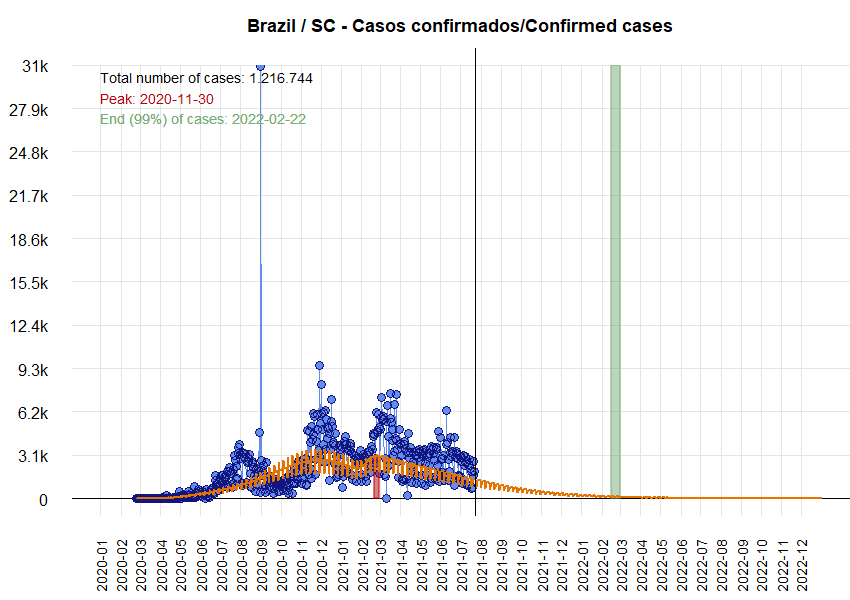 Brazil / SC - Casos confirmados/Confirmed cases
31k
Total number of cases: 1.216.744
Peak: 2020-11-30
End (99%) of cases: 2022-02-22
27.9k
24.8k
21.7k
18.6k
15.5k
12.4k
9.3k
6.2k
3.1k
0
2020-01
2020-02
2020-03
2020-04
2020-05
2020-06
2020-07
2020-08
2020-09
2020-10
2020-11
2020-12
2021-01
2021-02
2021-03
2021-04
2021-05
2021-06
2021-07
2021-08
2021-09
2021-10
2021-11
2021-12
2022-01
2022-02
2022-03
2022-04
2022-05
2022-06
2022-07
2022-08
2022-09
2022-10
2022-11
2022-12